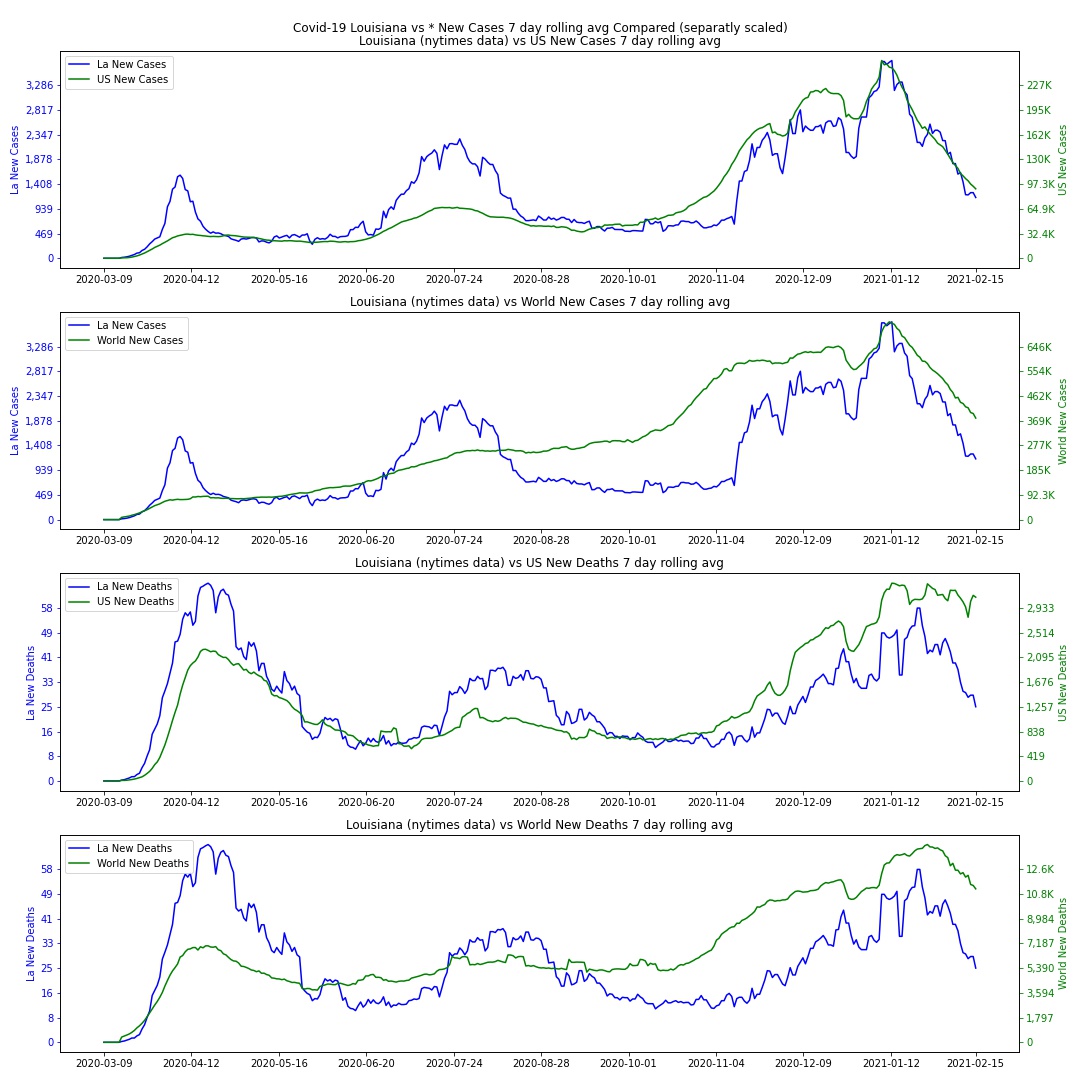 Covid-19 Louisiana vs * New Cases 7 day rolling avg Compared (separatly scaled)
Louisiana (nytimes data) vs US New Cases 7 day rolling avg
La New Cases
US New Cases
La New Cases
3,286
2,817
2,347
1,878
1,408
939
469
0
227K
195K
162K
130K
97.3K
64.9K
32.4K
0
US New Cases
2020-03-09 2020-04-12 2020-05-16 2020-06-20 2020-07-24 2020-08-28 2020-10-01 2020-11-04 2020-12-09 2021-01-12 2021-02-15
Louisiana (nytimes data) vs World New Cases 7 day rolling avg
La New Cases
World New Cases
La New Cases
3,286
2,817
2,347
1,878
1,408
939
469
0
646K
554K
462K
369K
277K
185K
92.3K
0
World New Cases
2020-03-09 2020-04-12 2020-05-16 2020-06-20 2020-07-24 2020-08-28 2020-10-01 2020-11-04 2020-12-09 2021-01-12 2021-02-15
Louisiana (nytimes data) vs US New Deaths 7 day rolling avg
La New Deaths
US New Deaths
La New Deaths
58
49
41
33
25
16
8
0
2,933
2,514
2,095
1,676
1,257
838
419
0
US New Deaths
2020-03-09 2020-04-12 2020-05-16 2020-06-20 2020-07-24 2020-08-28 2020-10-01 2020-11-04 2020-12-09 2021-01-12 2021-02-15
Louisiana (nytimes data) vs World New Deaths 7 day rolling avg
La New Deaths
World New Deaths
La New Deaths
58
49
41
33
25
16
8
0
12.6K
10.8K
8,984
7,187
5,390
3,594
1,797
0
World New Deaths
2020-03-09 2020-04-12 2020-05-16 2020-06-20 2020-07-24 2020-08-28 2020-10-01 2020-11-04 2020-12-09 2021-01-12 2021-02-15